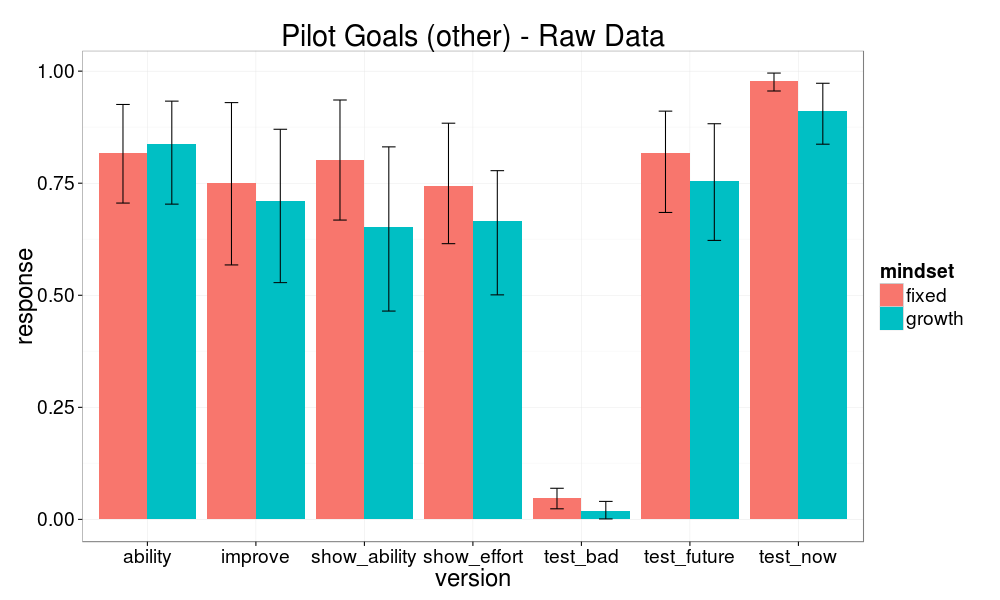 Pilot Goals (other) - Raw Data
1.00
0.75
0.50
0.25
0.00
response
ability improve show_ability show_effort test_bad test_future test_now
version
mindset
fixed
growth